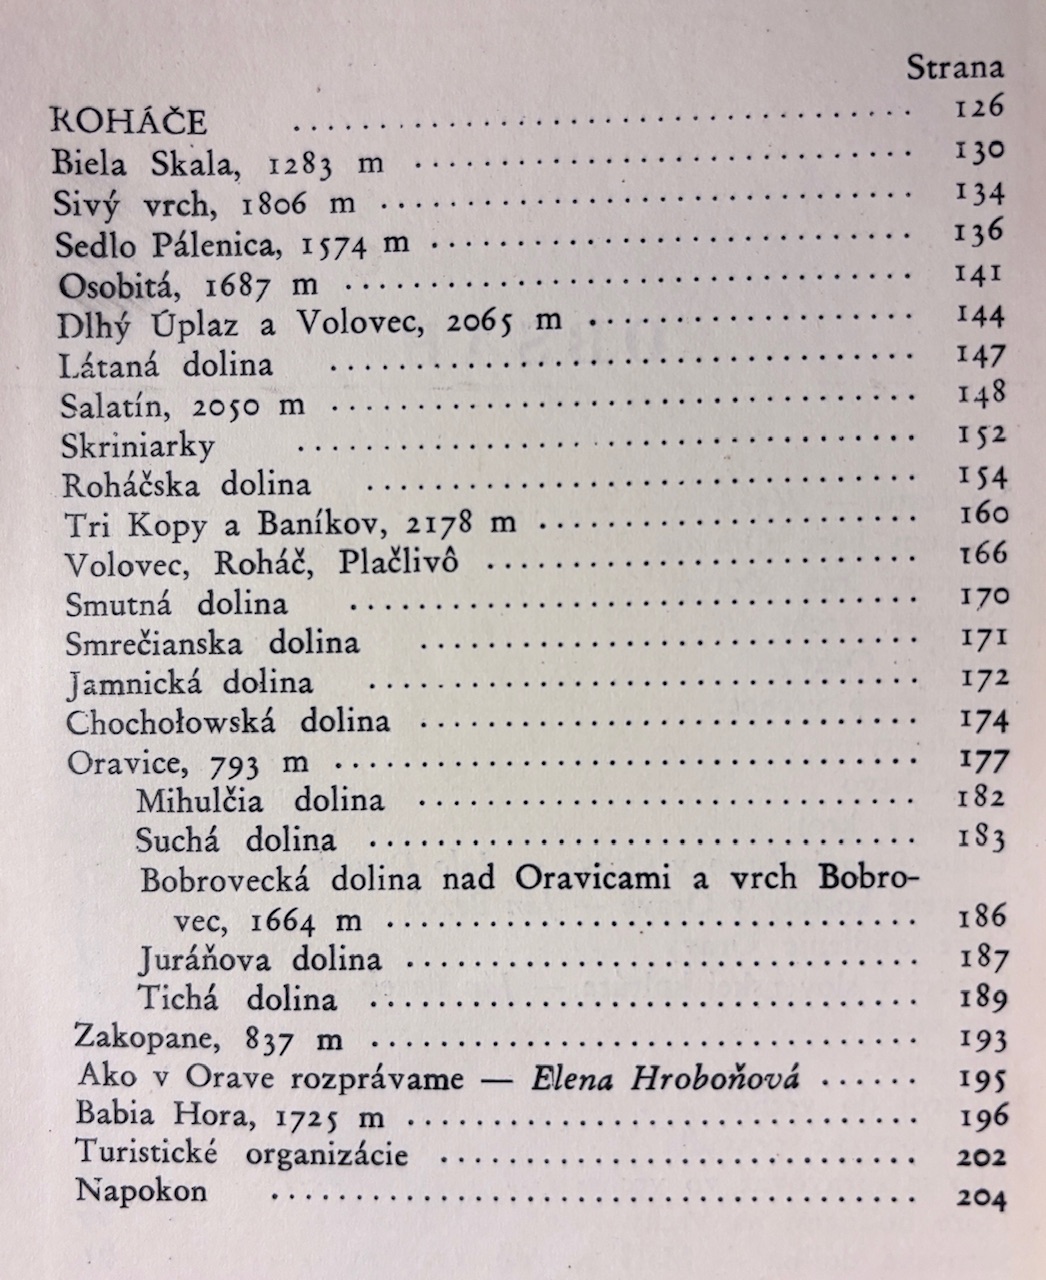 Strana
ROHÁČE .................................. 126
Biela Skala, 1283 m .............................. 130
Sivý vrch, 1806 m ................................ 134
Sedlo Pálenica, 1574 m ............................. 136
Osobitá, 1687 m .................................. 141
Dlhý Úplaz a Volovec, 2065 m .................... 144
Látaná dolina ................................... 147
Salatín, 2050 m ................................... 148
Skriniarky .................................... 152
Roháčska dolina ................................ 154
Tri Kopy a Baníkov, 2178 m ...................... 160
Volovec, Roháč, Plačlivô .......................... 166
Smutná dolina ................................. 170
Smrečianska dolina ............................. 171
Jamnická dolina ................................ 172
Chochołowská dolina ............................. 174
Oravice, 793 m .................................. 177
Mihulčia dolina ............................. 182
Suchá dolina ................................ 183
Bobrovecká dolina nad Oravicami a vrch Bobro-
vec, 1664 m ............................... 186
Juráňova dolina .............................. 187
Tichá dolina ................................ 189
Zakopane, 837 m ................................ 193
Ako v Orave rozprávame — Elena Hroboňová ...... 195
Babia Hora, 1725 m .............................. 196
Turistické organizácie ............................ 202
Napokon ..................................... 204